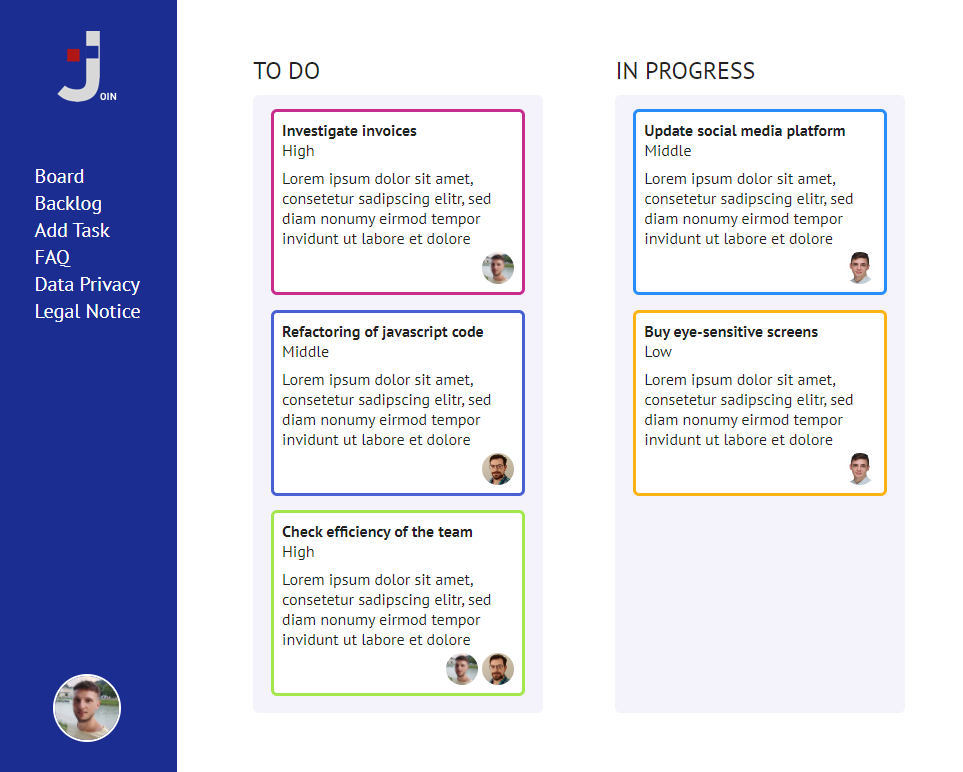 OIN
Board
Backlog
Add Task
FAQ
Data Privacy
Legal Notice
TO DO
Investigate invoices
High
Lorem ipsum dolor sit amet,
consetetur sadipscing elitr, sed
diam nonumy eirmod tempor
invidunt ut labore et dolore
Refactoring of javascript code
Middle
Lorem ipsum dolor sit amet,
consetetur sadipscing elitr, sed
diam nonumy eirmod tempor
invidunt ut labore et dolore
Check efficiency of the team
High
Lorem ipsum dolor sit amet,
consetetur sadipscing elitr, sed
diam nonumy eirmod tempor
invidunt ut labore et dolore
IN PROGRESS
Update social media platform
Middle
Lorem ipsum dolor sit amet,
consetetur sadipscing elitr, sed
diam nonumy eirmod tempor
invidunt ut labore et dolore
Buy eye-sensitive screens
Low
Lorem ipsum dolor sit amet,
consetetur sadipscing elitr, sed
diam nonumy eirmod tempor
invidunt ut labore et dolore